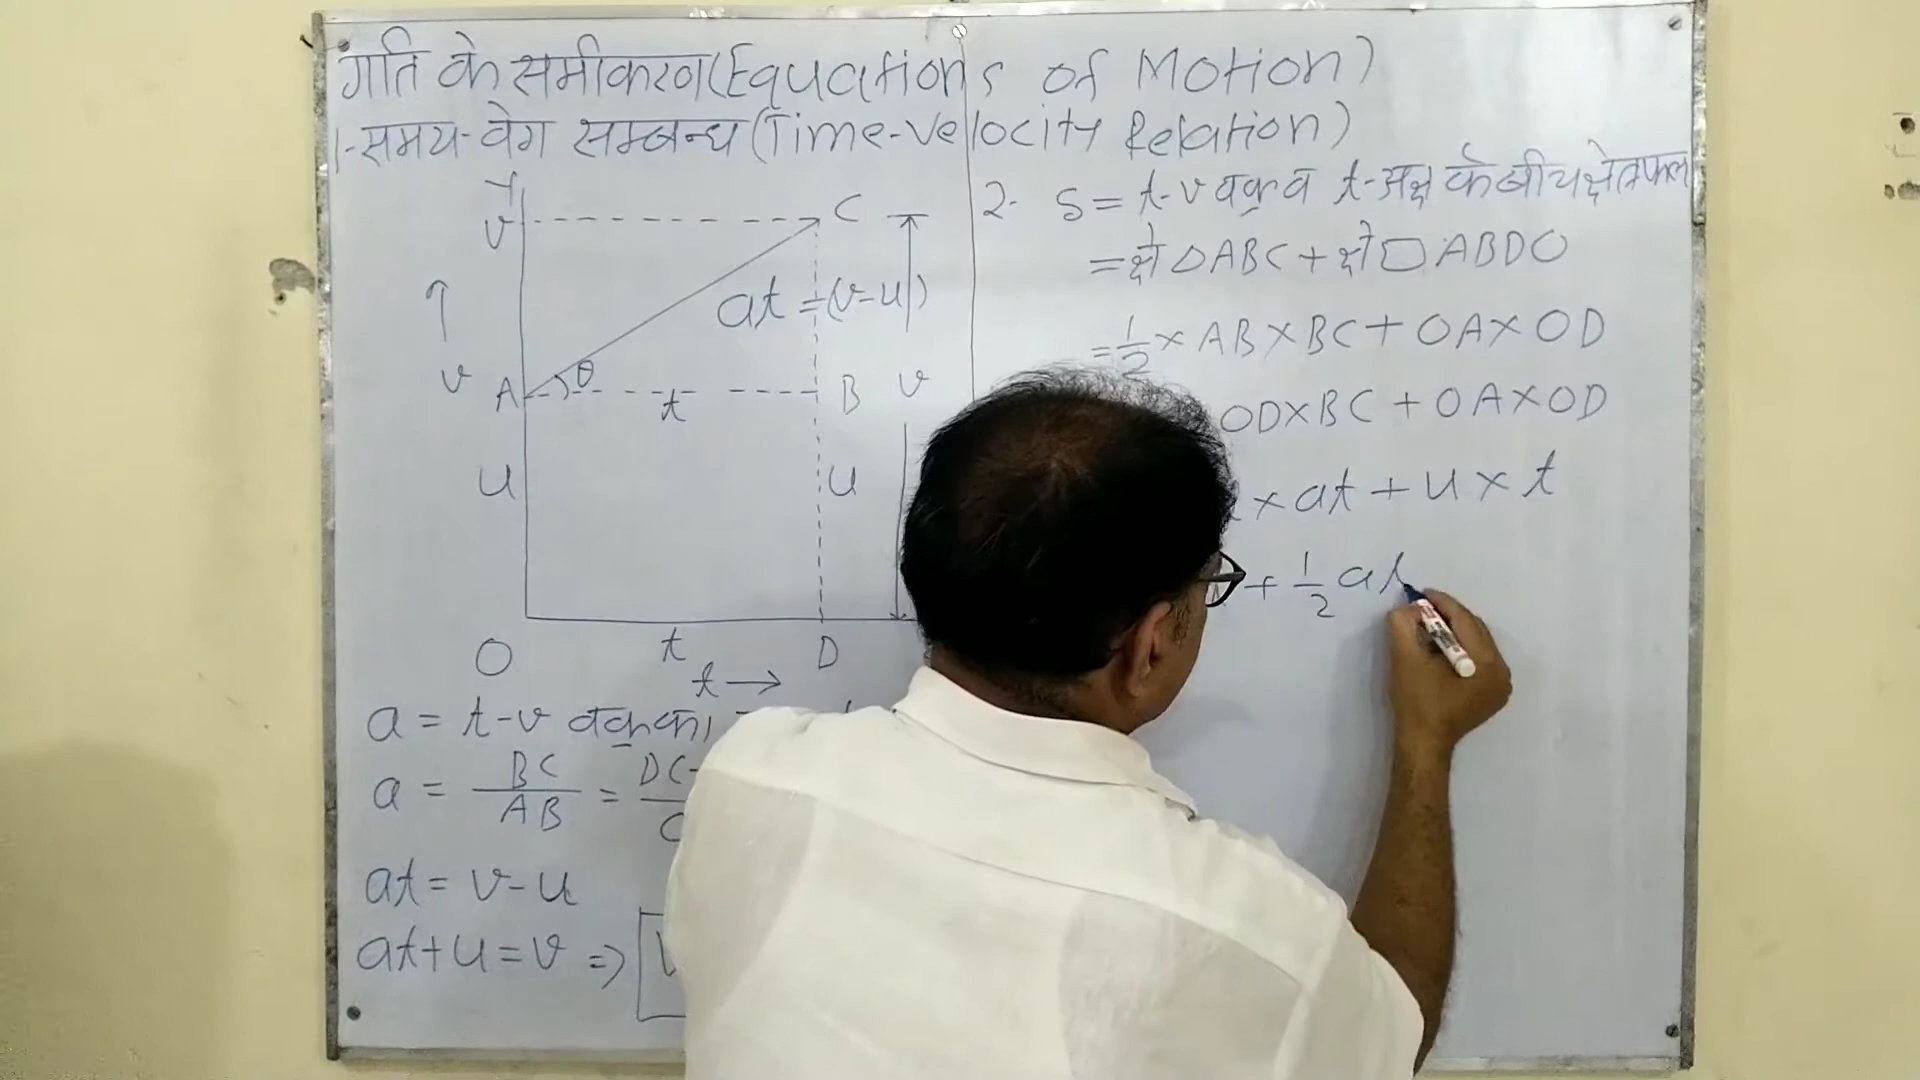 गति के समीकरण(Equations of Motion)
1-समय-वेग सम्बन्ध(Time-Velocity Relation)
Y
v
C
at = (v-u)
v
A
θ
t
B
v
u
u
O
t
D
t →
a = t-v वक्र का
a = BC/AB = DC-
at = v-u
at+u=v ⇒
2- S = t-v वक्र व t-अक्ष के बीच क्षेत्रफल
= क्षे △ABC + क्षे □ABDO
= 1/2 × AB × BC + OA × OD
OD×BC + OA×OD
× at + u × t
+ 1/2 a